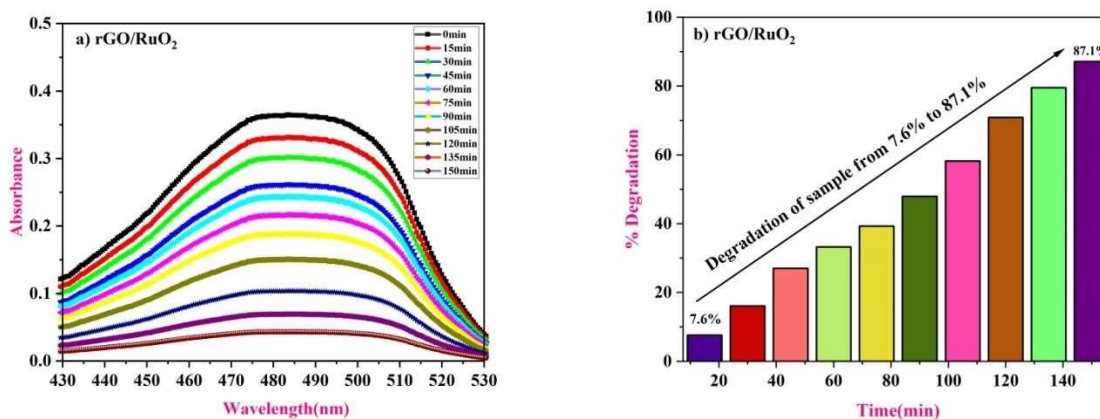 a) rGO/RuO₂
0min
15min
30min
45min
60min
75min
90min
105min
120min
135min
150min
Absorbance
0.5
0.4
0.3
0.2
0.1
0.0
430 440 450 460 470 480 490 500 510 520 530
Wavelength(nm)
b) rGO/RuO₂
87.1%
Degradation of sample from 7.6% to 87.1%
7.6%
% Degradation
100
80
60
40
20
0
20 40 60 80 100 120 140
Time(min)